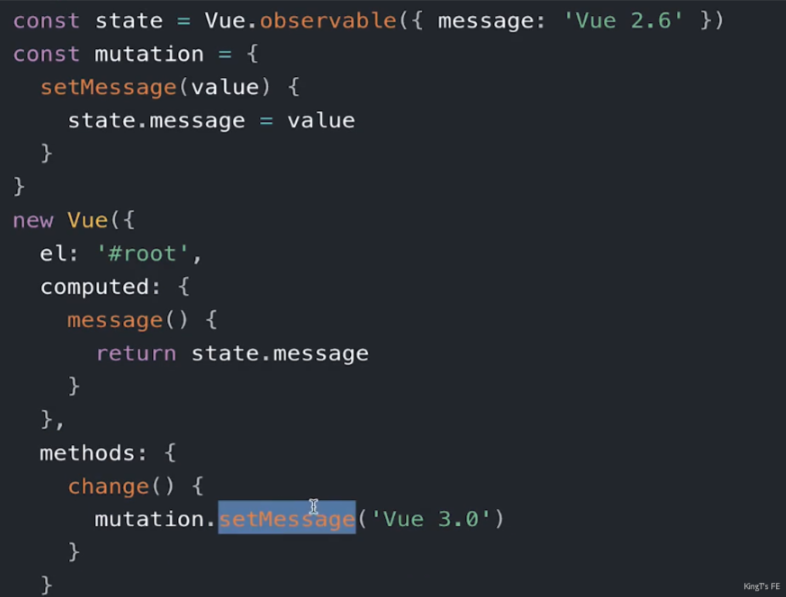 const state = Vue.observable({ message: 'Vue 2.6' })
const mutation = {
  setMessage(value) {
    state.message = value
  }
}
new Vue({
  el: '#root',
  computed: {
    message() {
      return state.message
    }
  },
  methods: {
    change() {
      mutation.setMessage('Vue 3.0')
    }
  }
KingT's FE